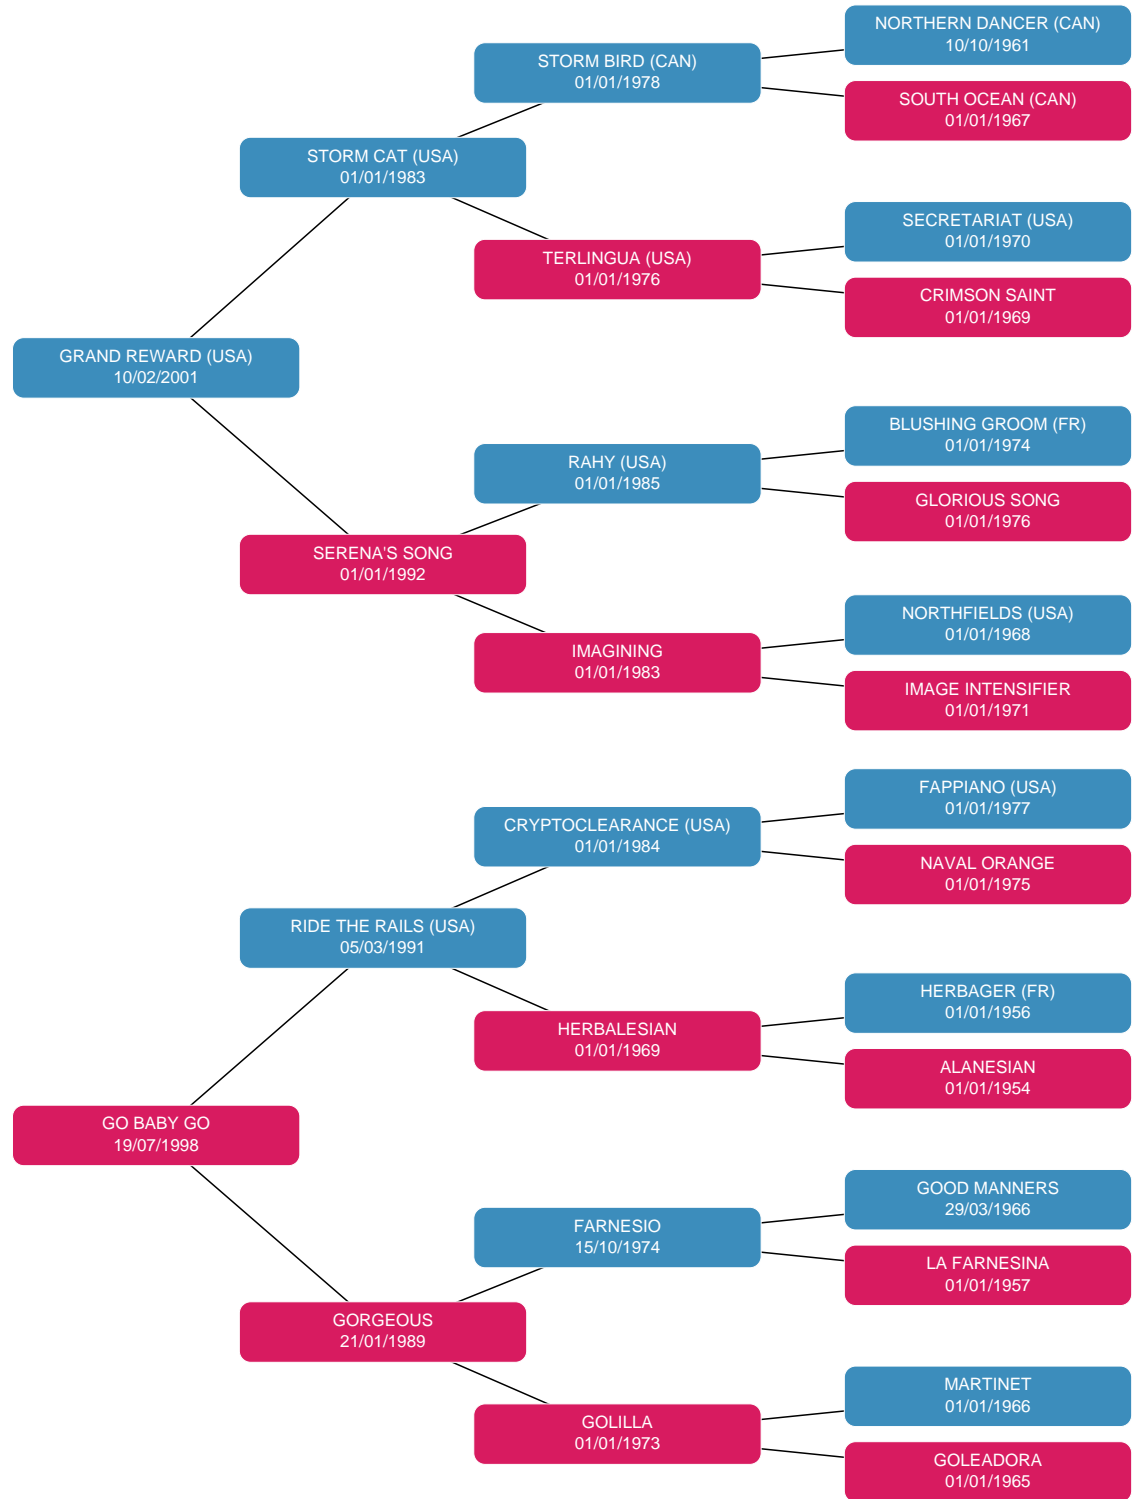 NORTHERN DANCER (CAN)
10/10/1961
STORM BIRD (CAN)
01/01/1978
SOUTH OCEAN (CAN)
01/01/1967
STORM CAT (USA)
01/01/1983
SECRETARIAT (USA)
01/01/1970
TERLINGUA (USA)
01/01/1976
CRIMSON SAINT
01/01/1969
GRAND REWARD (USA)
10/02/2001
BLUSHING GROOM (FR)
01/01/1974
RAHY (USA)
01/01/1985
GLORIOUS SONG
01/01/1976
SERENA'S SONG
01/01/1992
NORTHFIELDS (USA)
01/01/1968
IMAGINING
01/01/1983
IMAGE INTENSIFIER
01/01/1971
FAPPIANO (USA)
01/01/1977
CRYPTOCLEARANCE (USA)
01/01/1984
NAVAL ORANGE
01/01/1975
RIDE THE RAILS (USA)
05/03/1991
HERBAGER (FR)
01/01/1956
HERBALESIAN
01/01/1969
ALANESIAN
01/01/1954
GO BABY GO
19/07/1998
GOOD MANNERS
29/03/1966
FARNESIO
15/10/1974
LA FARNESINA
01/01/1957
GORGEOUS
21/01/1989
MARTINET
01/01/1966
GOLILLA
01/01/1973
GOLEADORA
01/01/1965